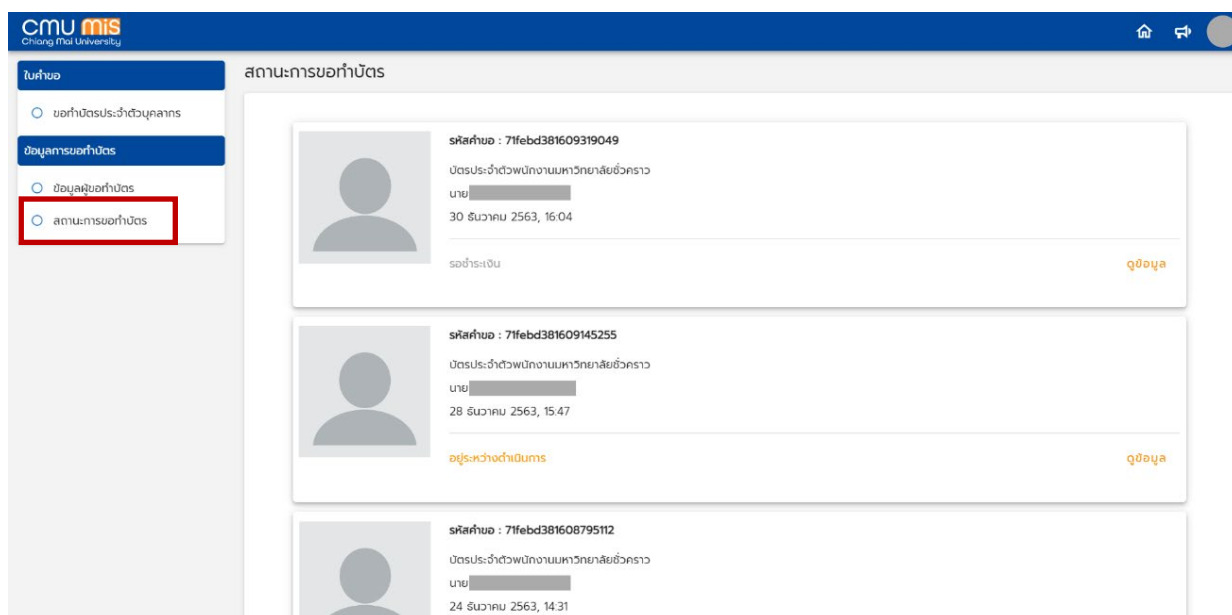 CMU MIS
Chiang Mai University
ใบคำขอ
ขอทำบัตรประจำตัวบุคลากร
ข้อมูลการขอทำบัตร
ข้อมูลผู้ขอทำบัตร
สถานะการขอทำบัตร
สถานะการขอทำบัตร
รหัสคำขอ : 71febd381609319049
บัตรประจำตัวพนักงานมหาวิทยาลัยชั่วคราว
นาย
30 ธันวาคม 2563, 16:04
รอชำระเงิน ดูข้อมูล
รหัสคำขอ : 71febd381609145255
บัตรประจำตัวพนักงานมหาวิทยาลัยชั่วคราว
นาย
28 ธันวาคม 2563, 15:47
อยู่ระหว่างดำเนินการ ดูข้อมูล
รหัสคำขอ : 71febd381608795112
บัตรประจำตัวพนักงานมหาวิทยาลัยชั่วคราว
นาย
24 ธันวาคม 2563, 14:31